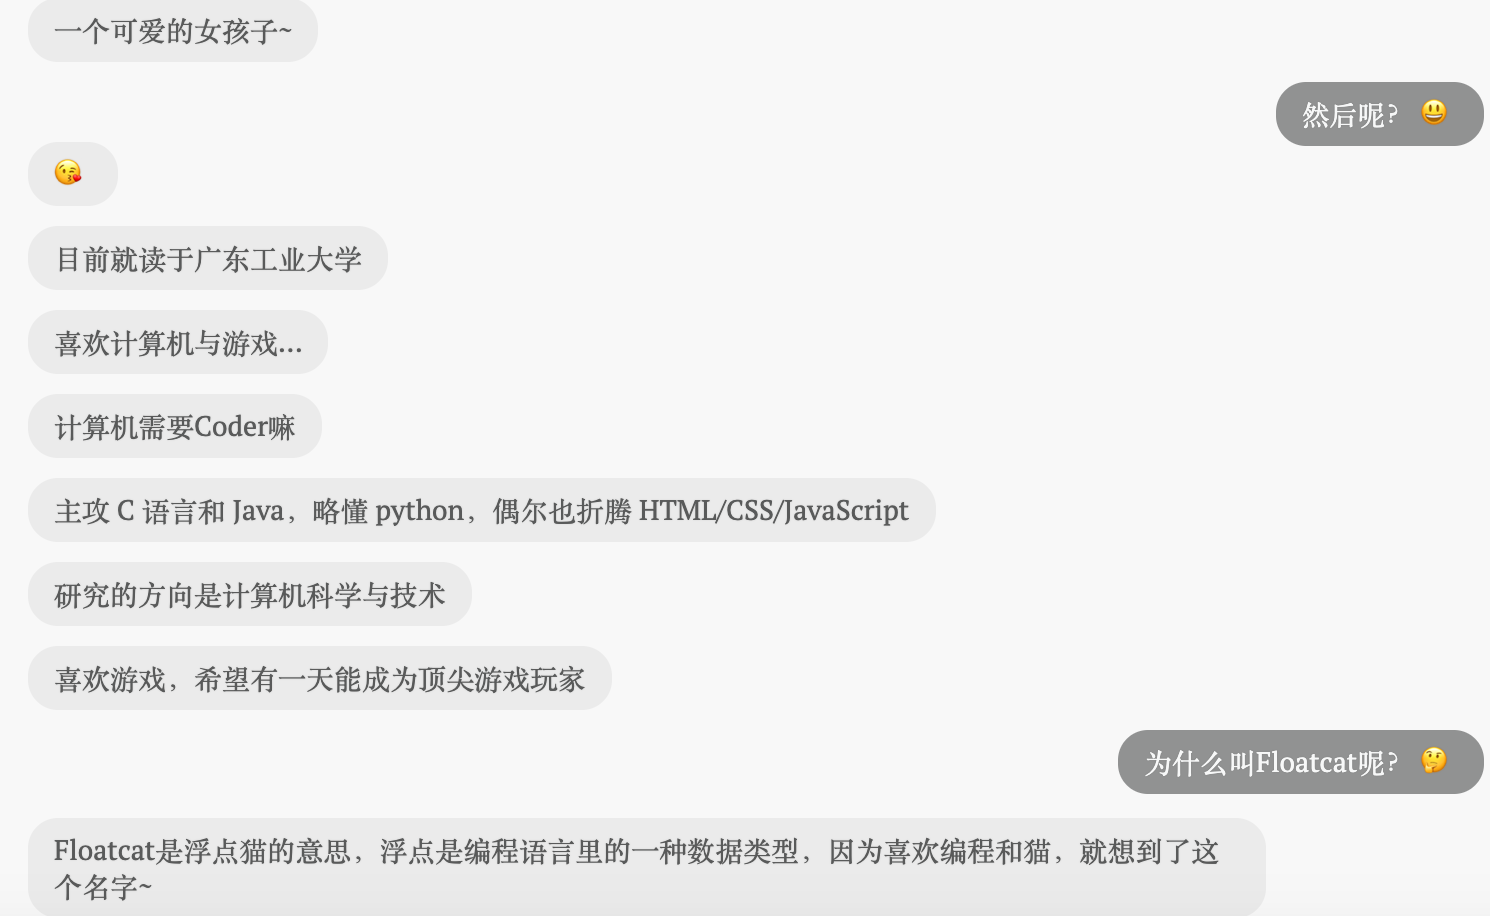 一个可爱的女孩子~
然后呢？ 😃
😘
目前就读于广东工业大学
喜欢计算机与游戏...
计算机需要Coder嘛
主攻 C 语言和 Java，略懂 python，偶尔也折腾 HTML/CSS/JavaScript
研究的方向是计算机科学与技术
喜欢游戏，希望有一天能成为顶尖游戏玩家
为什么叫Floatcat呢？ 🤔
Floatcat是浮点猫的意思，浮点是编程语言里的一种数据类型，因为喜欢编程和猫，就想到了这
个名字~